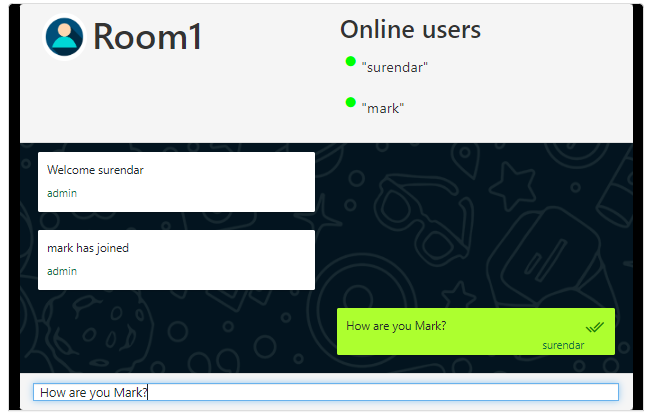 Room1
Online users
"surendar"
"mark"
Welcome surendar
admin
mark has joined
admin
How are you Mark?
surendar
How are you Mark?